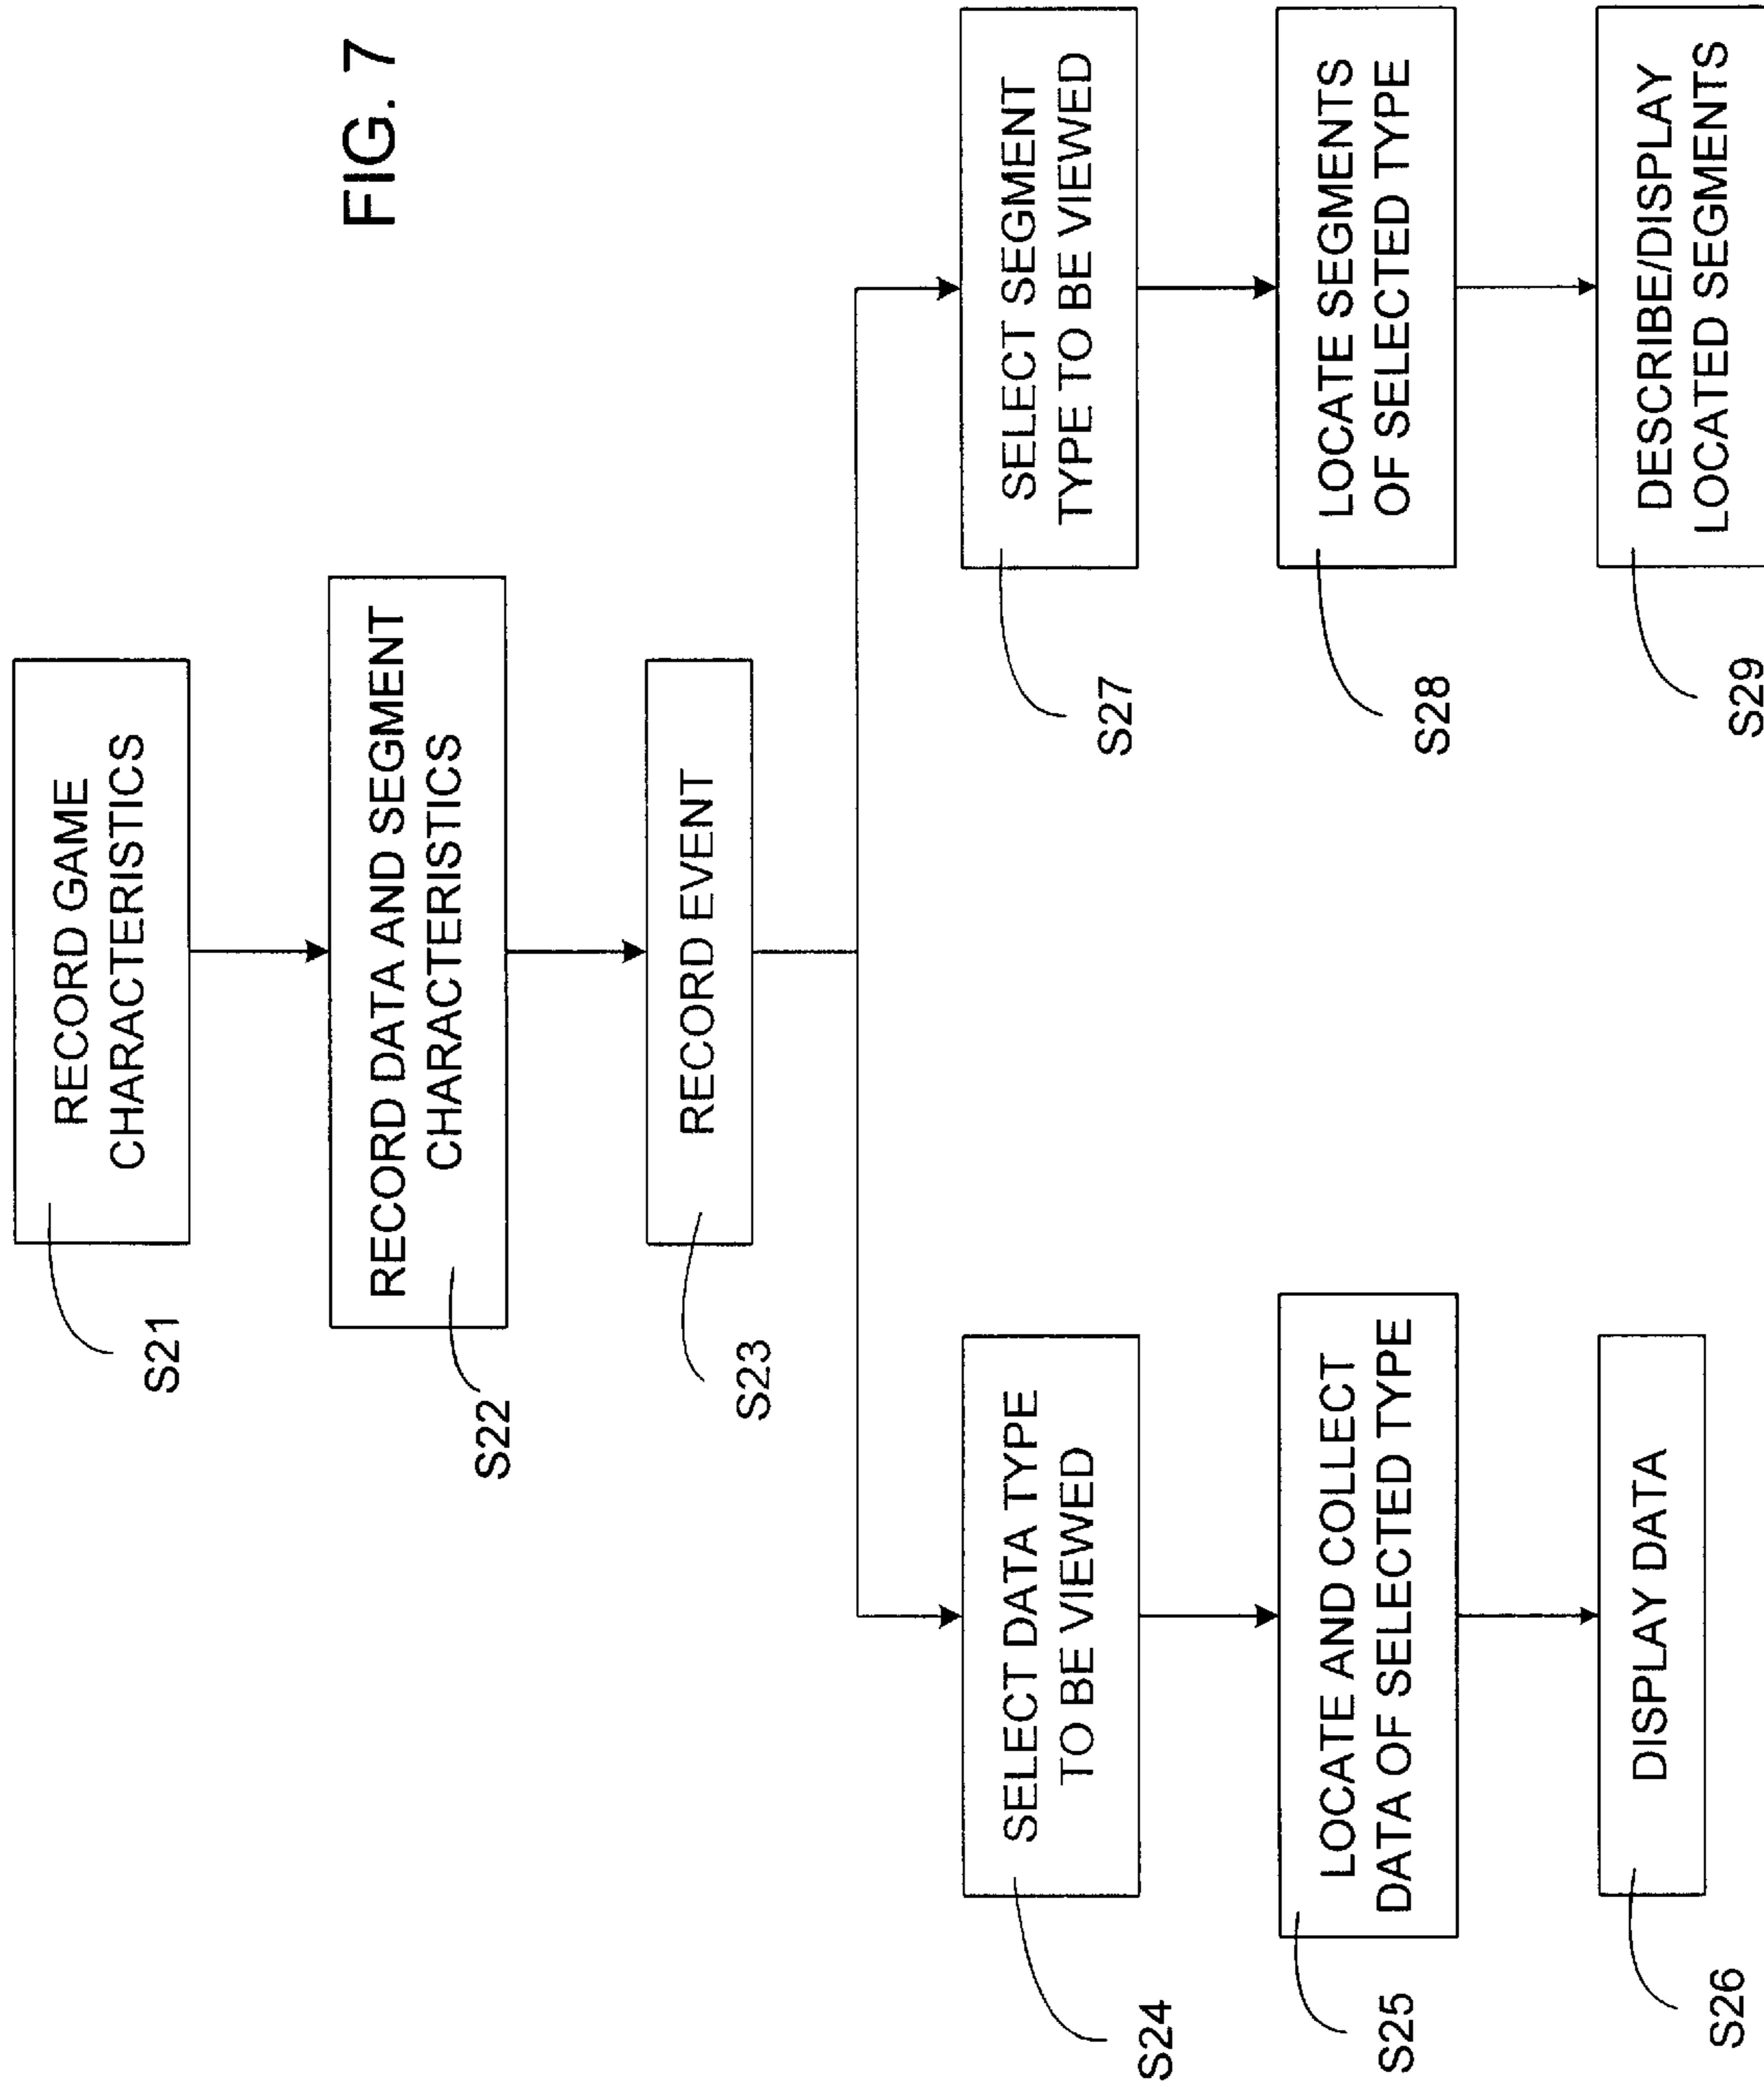 FIG. 7
RECORD GAME
CHARACTERISTICS
S21
RECORD DATA AND SEGMENT
CHARACTERISTICS
S22
RECORD EVENT
S23
SELECT DATA TYPE
TO BE VIEWED
S24
LOCATE AND COLLECT
DATA OF SELECTED TYPE
S25
DISPLAY DATA
S26
SELECT SEGMENT
TYPE TO BE VIEWED
S27
LOCATE SEGMENTS
OF SELECTED TYPE
S28
DESCRIBE/DISPLAY
LOCATED SEGMENTS
S29